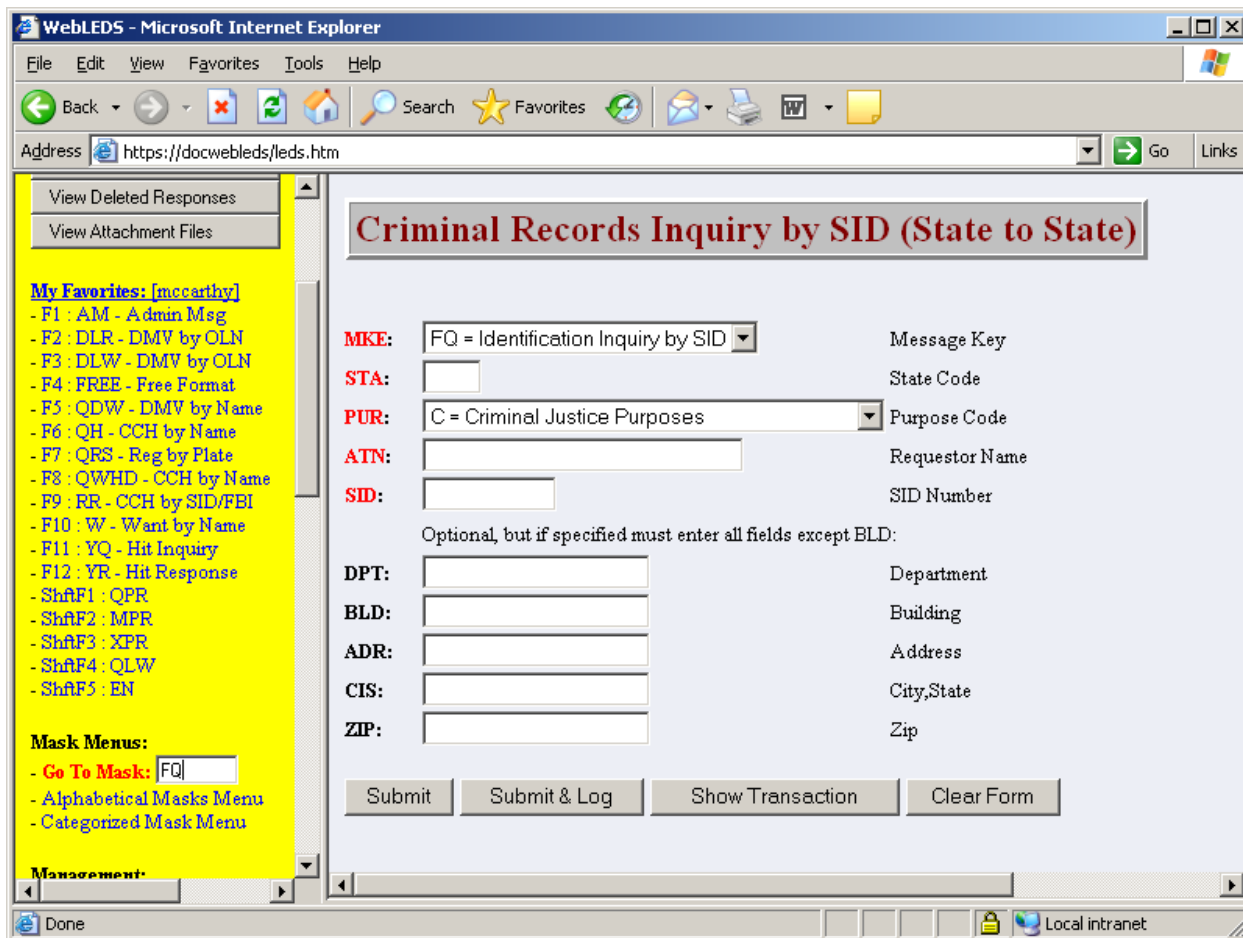 WebLEDS - Microsoft Internet Explorer
File Edit View Favorites Tools Help
Back Search Favorites
Address https://docwebleds/leds.htm Go Links
View Deleted Responses
View Attachment Files
My Favorites: [mccarthy]
- F1 : AM - Admin Msg
- F2 : DLR - DMV by OLN
- F3 : DLW - DMV by OLN
- F4 : FREE - Free Format
- F5 : QDW - DMV by Name
- F6 : QH - CCH by Name
- F7 : QRS - Reg by Plate
- F8 : QWHD - CCH by Name
- F9 : RR - CCH by SID/FBI
- F10 : W - Want by Name
- F11 : YQ - Hit Inquiry
- F12 : YR - Hit Response
- ShftF1 : QPR
- ShftF2 : MPR
- ShftF3 : XPR
- ShftF4 : QLW
- ShftF5 : EN
Mask Menus:
- Go To Mask: FQ
- Alphabetical Masks Menu
- Categorized Mask Menu
Management:
Criminal Records Inquiry by SID (State to State)
MKE: FQ = Identification Inquiry by SID Message Key
STA: State Code
PUR: C = Criminal Justice Purposes Purpose Code
ATN: Requestor Name
SID: SID Number
Optional, but if specified must enter all fields except BLD:
DPT: Department
BLD: Building
ADR: Address
CIS: City,State
ZIP: Zip
Submit Submit & Log Show Transaction Clear Form
Done Local intranet